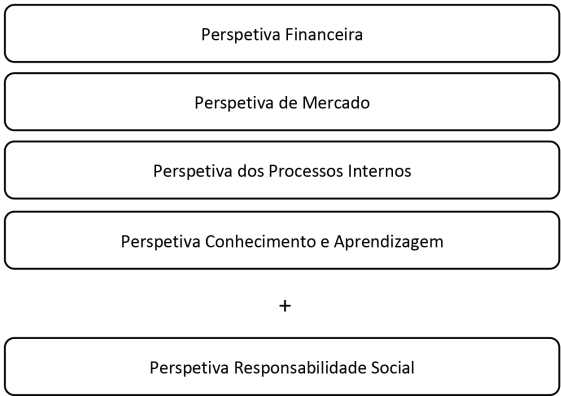 Perspetiva Financeira
Perspetiva de Mercado
Perspetiva dos Processos Internos
Perspetiva Conhecimento e Aprendizagem
+
Perspetiva Responsabilidade Social